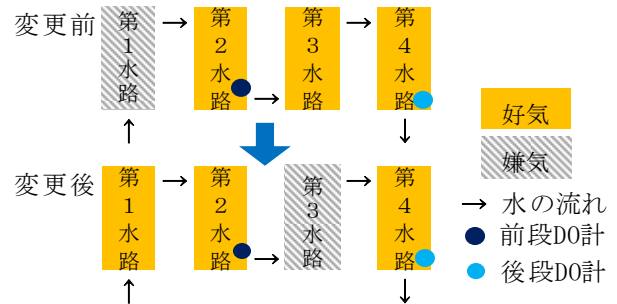 変更前
第1水路
第2水路
第3水路
第4水路
変更後
第1水路
第2水路
第3水路
第4水路
好気
嫌気
→ 水の流れ
前段DO計
後段DO計